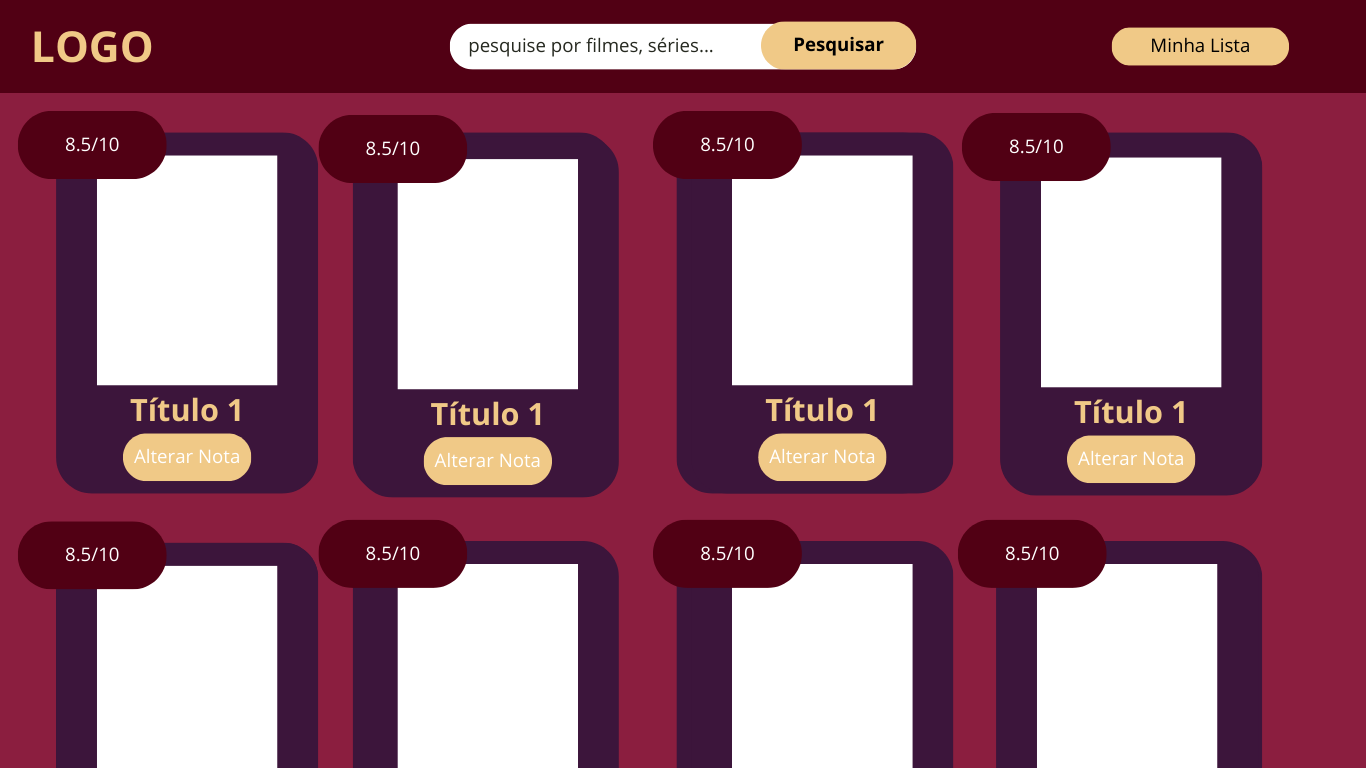 LOGO
pesquise por filmes, séries...
Pesquisar
Minha Lista
8.5/10
8.5/10
8.5/10
8.5/10
Título 1
Título 1
Título 1
Título 1
Alterar Nota
Alterar Nota
Alterar Nota
Alterar Nota
8.5/10
8.5/10
8.5/10
8.5/10